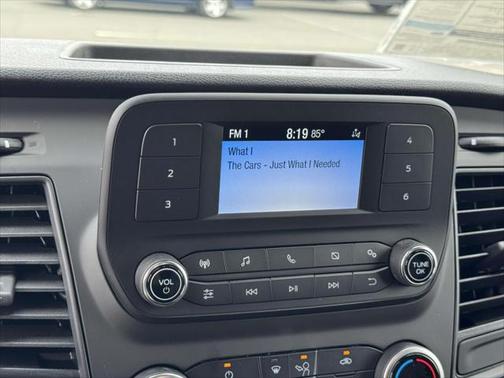 FM 1 8:19 85°
What I
The Cars - Just What I Needed
1
2
3
4
5
6
VOL
TUNE
OK